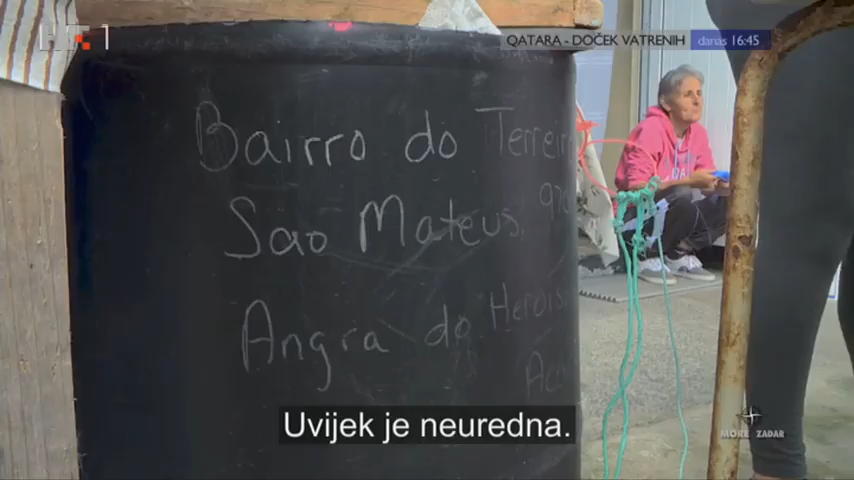 HRT 1
QATARA - DOČEK VATRENIH danas 16:45
Bairro do Terreir
Sao Mateus
Angra do Herois
Uvijek je neuredna.
MORE ZADAR